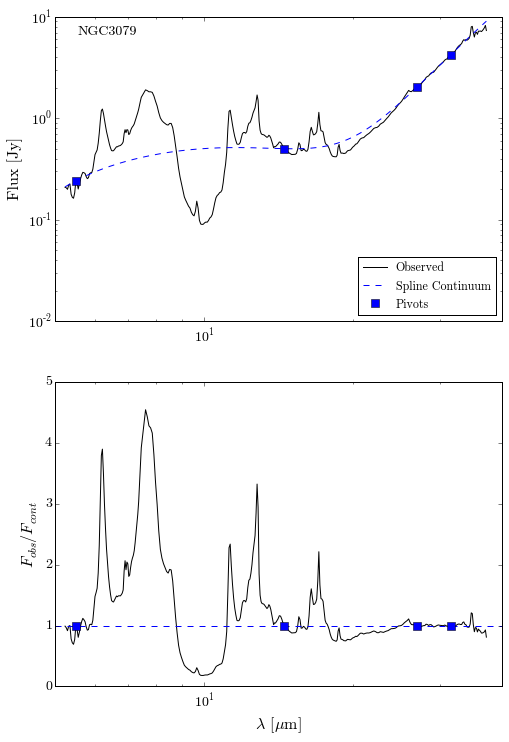 NGC3079
10^1
10^0
10^-1
10^-2
Flux [Jy]
Observed
Spline Continuum
Pivots
10^1
5
4
3
2
1
0
F_obs/F_cont
10^1
λ [μm]